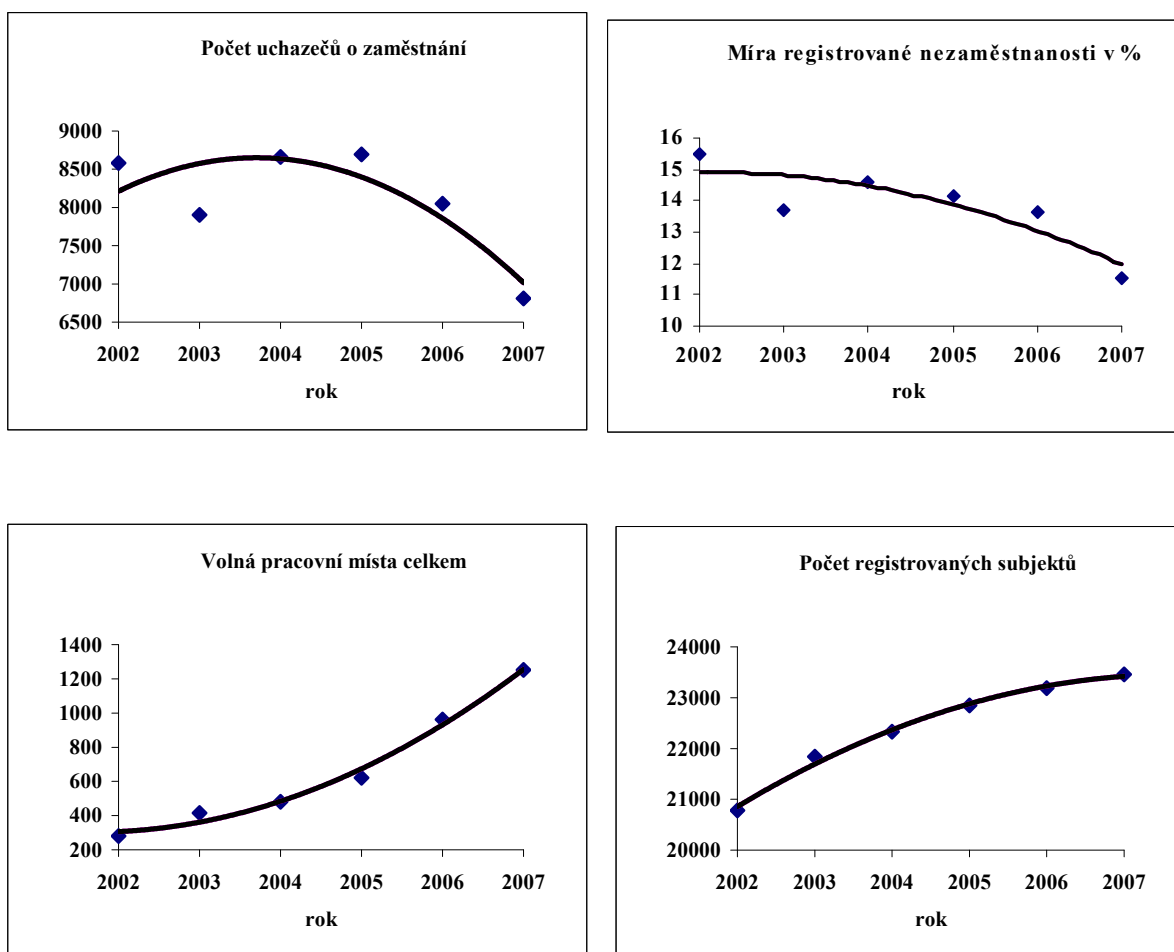 Počet uchazečů o zaměstnání
9000
8500
8000
7500
7000
6500
2002 2003 2004 2005 2006 2007
rok
Míra registrované nezaměstnanosti v %
16
15
14
13
12
11
10
2002 2003 2004 2005 2006 2007
rok
Volná pracovní místa celkem
1400
1200
1000
800
600
400
200
2002 2003 2004 2005 2006 2007
rok
Počet registrovaných subjektů
24000
23000
22000
21000
20000
2002 2003 2004 2005 2006 2007
rok